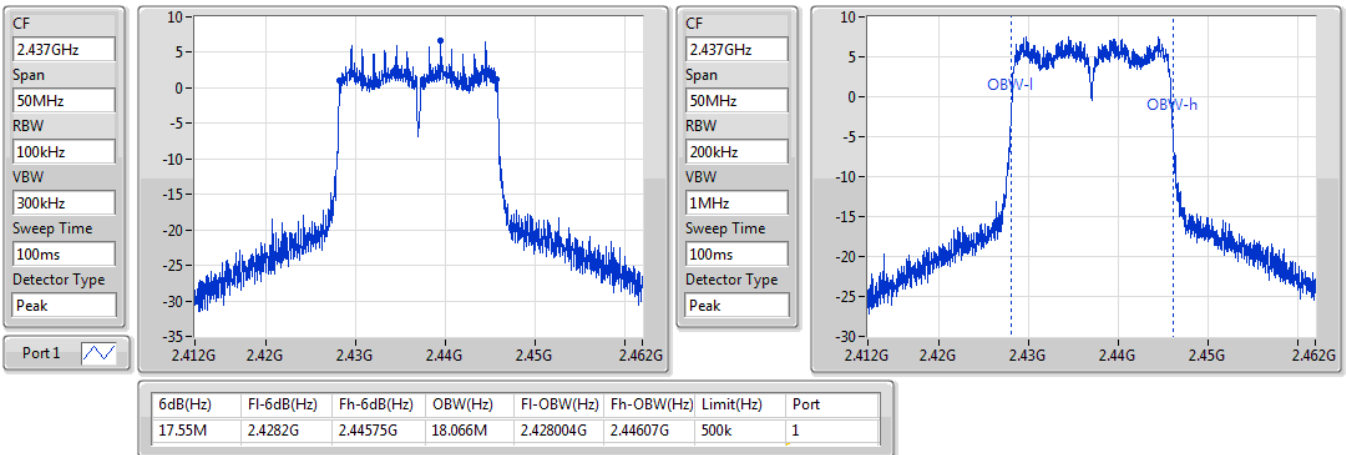 CF
2.437GHz
Span
50MHz
RBW
100kHz
VBW
300kHz
Sweep Time
100ms
Detector Type
Peak
Port 1
10
5
0
-5
-10
-15
-20
-25
-30
-35
2.412G 2.42G 2.43G 2.44G 2.45G 2.462G
CF
2.437GHz
Span
50MHz
RBW
200kHz
VBW
1MHz
Sweep Time
100ms
Detector Type
Peak
10
5
0
-5
-10
-15
-20
-25
-30
OBW-l
OBW-h
2.412G 2.42G 2.43G 2.44G 2.45G 2.462G
6dB(Hz) Fl-6dB(Hz) Fh-6dB(Hz) OBW(Hz) Fl-OBW(Hz) Fh-OBW(Hz) Limit(Hz) Port
17.55M 2.4282G 2.44575G 18.066M 2.428004G 2.44607G 500k 1